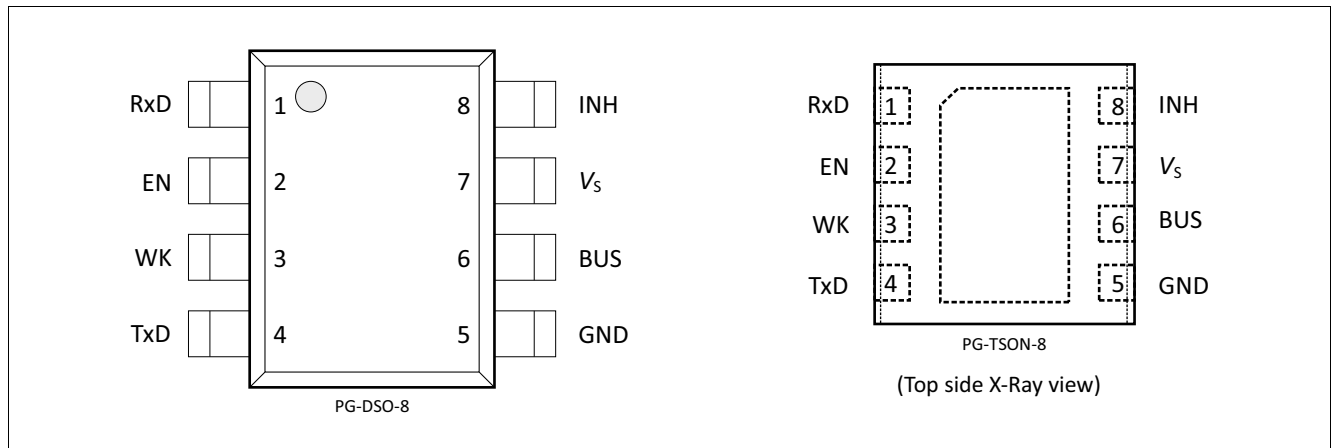 RxD 1 8 INH
EN 2 7 VS
WK 3 6 BUS
TxD 4 5 GND
PG-DSO-8
RxD 1 8 INH
EN 2 7 VS
WK 3 6 BUS
TxD 4 5 GND
PG-TSON-8
(Top side X-Ray view)